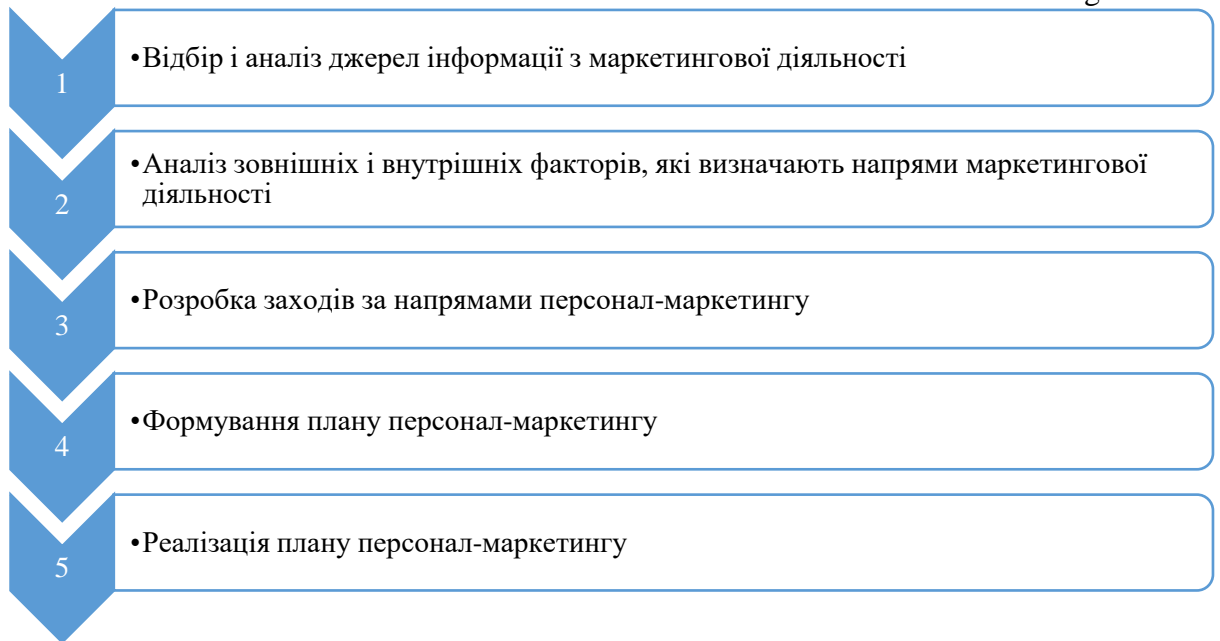 1
•Відбір і аналіз джерел інформації з маркетингової діяльності
2
•Аналіз зовнішніх і внутрішніх факторів, які визначають напрями маркетингової
діяльності
3
•Розробка заходів за напрямами персонал-маркетингу
4
•Формування плану персонал-маркетингу
5
•Реалізація плану персонал-маркетингу